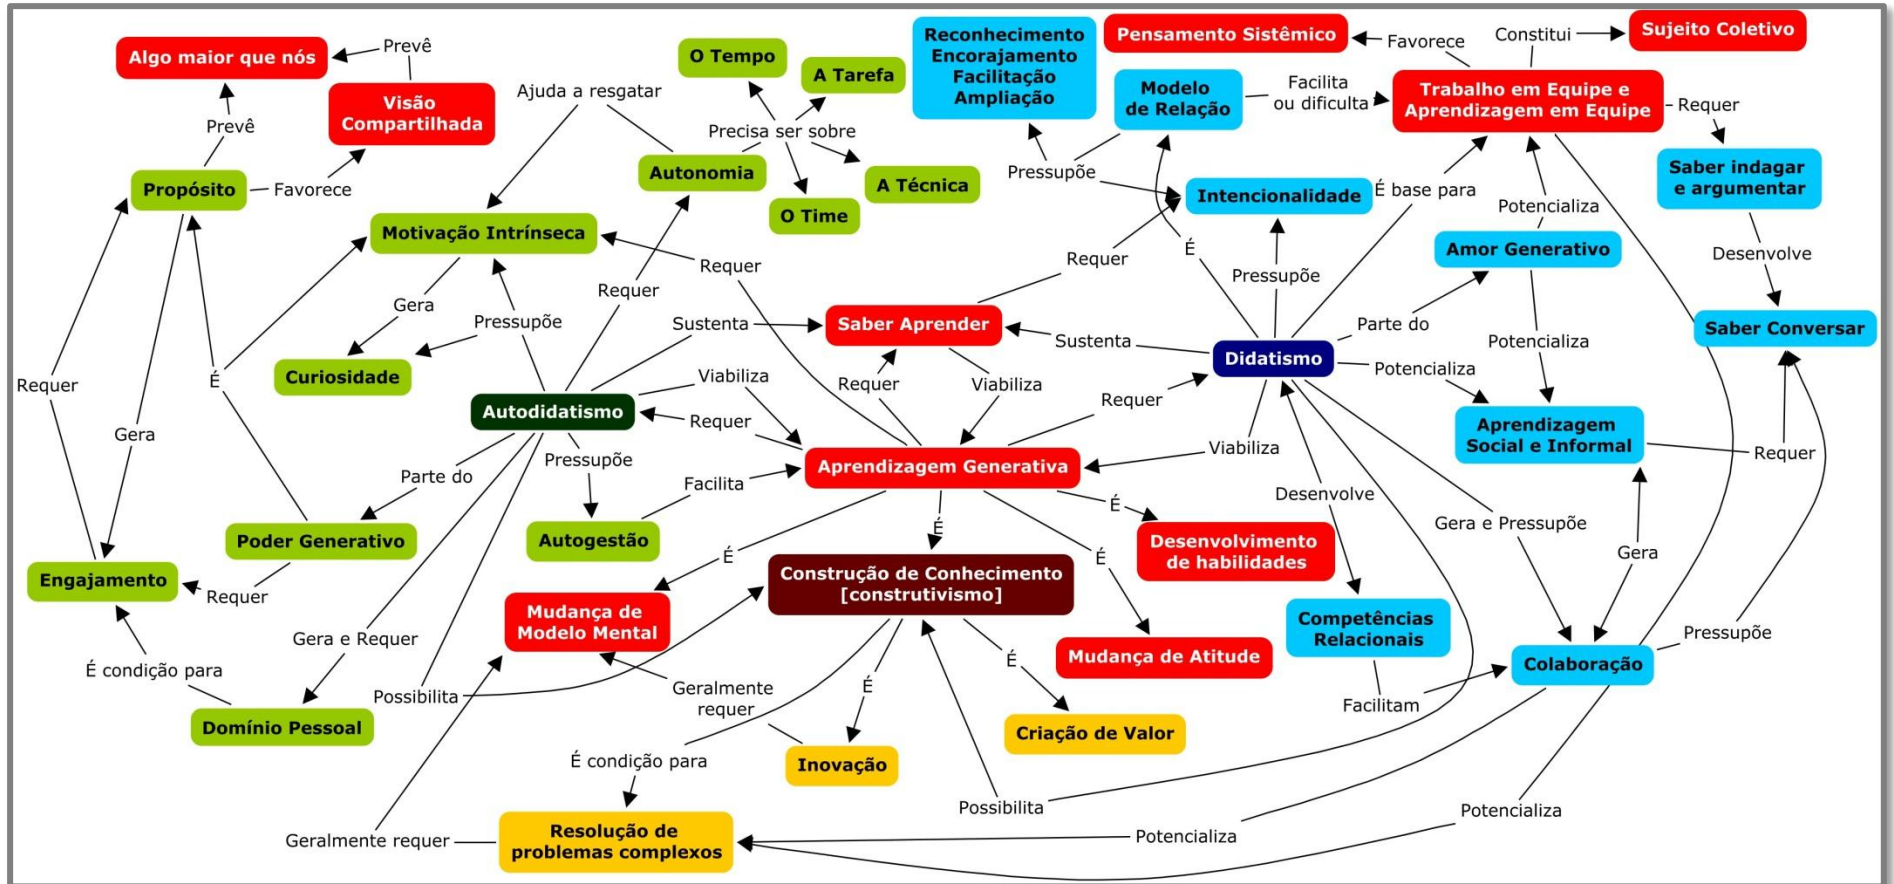 Algo maior que nós
Prevê
Visão
Compartilhada
Prevê
Propósito
Favorece
Ajuda a resgatar
O Tempo
A Tarefa
Precisa ser sobre
Autonomia
A Técnica
O Time
Reconhecimento
Encorajamento
Facilitação
Ampliação
Pensamento Sistêmico
Favorece
Constitui
Sujeito Coletivo
Modelo
de Relação
Facilita
ou dificulta
Trabalho em Equipe e
Aprendizagem em Equipe
Requer
Saber indagar
e argumentar
Pressupõe
Intencionalidade
É base para
Potencializa
Amor Generativo
Desenvolve
Motivação Intrínseca
Requer
Requer
Requer
É
Pressupõe
Gera
Pressupõe
Sustenta
Saber Aprender
Sustenta
Didatismo
Parte do
Potencializa
Potencializa
Saber Conversar
Curiosidade
Requer
É
Autodidatismo
Viabiliza
Requer
Requer
Viabiliza
Requer
Aprendizagem
Social e Informal
Requer
Gera
Viabiliza
Aprendizagem Generativa
Parte do
Pressupõe
Facilita
Desenvolve
Gera e Pressupõe
Gera
Poder Generativo
Autogestão
É
É
É
É
Desenvolvimento
de habilidades
Engajamento
Requer
Construção de Conhecimento
[construtivismo]
Mudança de
Modelo Mental
Gera e Requer
Competências
Relacionais
Pressupõe
Mudança de Atitude
Colaboração
É condição para
Possibilita
Geralmente
requer
É
É
Facilitam
Domínio Pessoal
Criação de Valor
É condição para
Inovação
Possibilita
Potencializa
Geralmente requer
Resolução de
problemas complexos
Potencializa